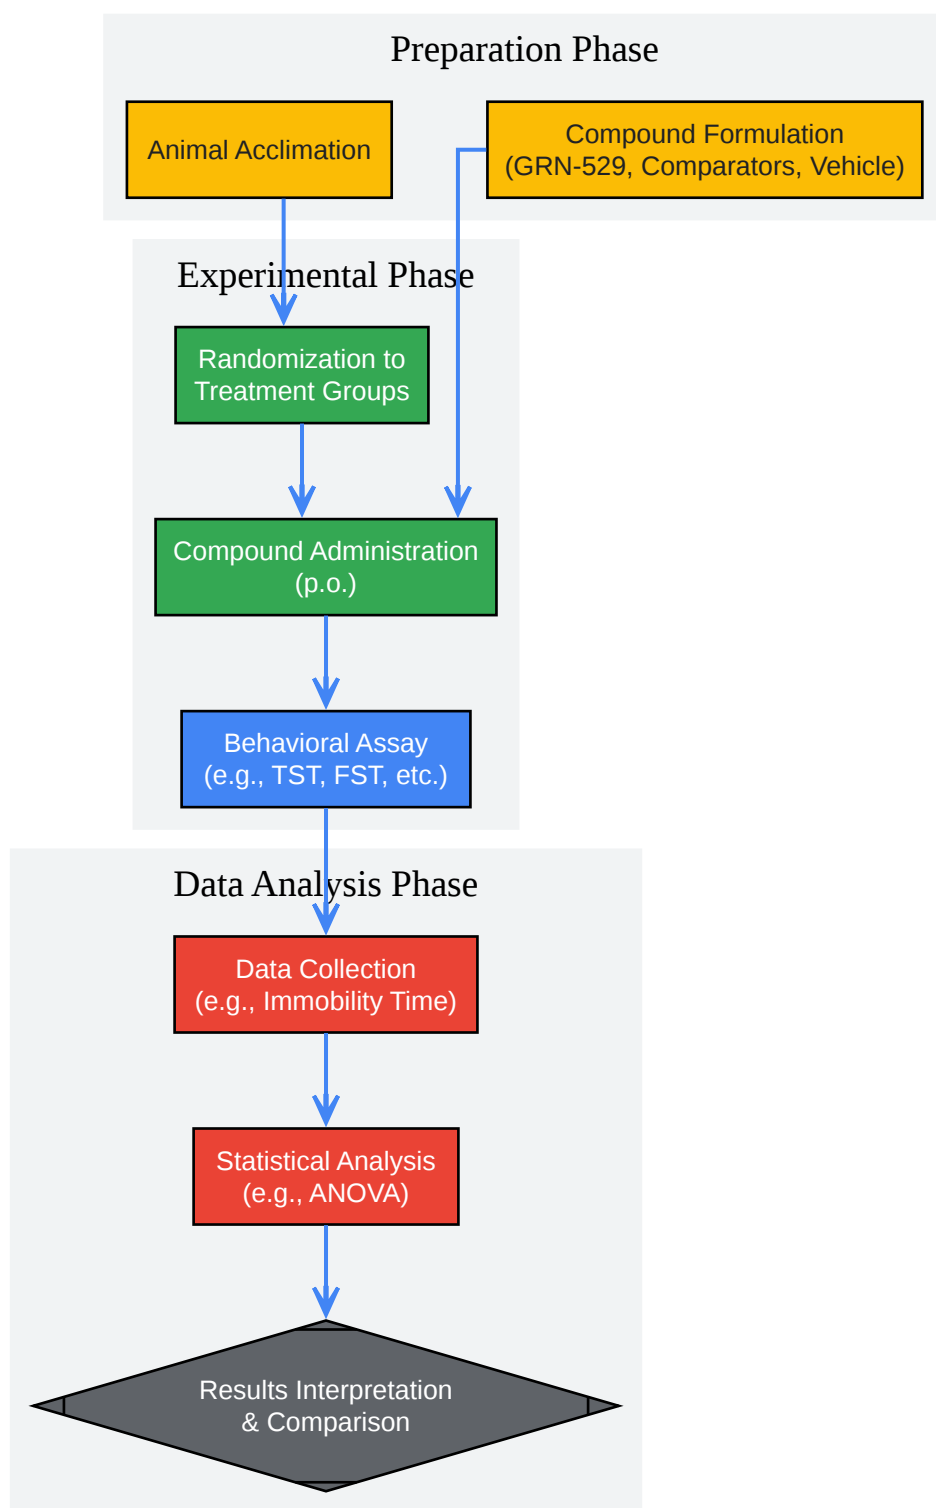 Preparation Phase
Animal Acclimation
Compound Formulation
(GRN-529, Comparators, Vehicle)
Experimental Phase
Randomization to
Treatment Groups
Compound Administration
(p.o.)
Behavioral Assay
(e.g., TST, FST, etc.)
Data Analysis Phase
Data Collection
(e.g., Immobility Time)
Statistical Analysis
(e.g., ANOVA)
Results Interpretation
& Comparison